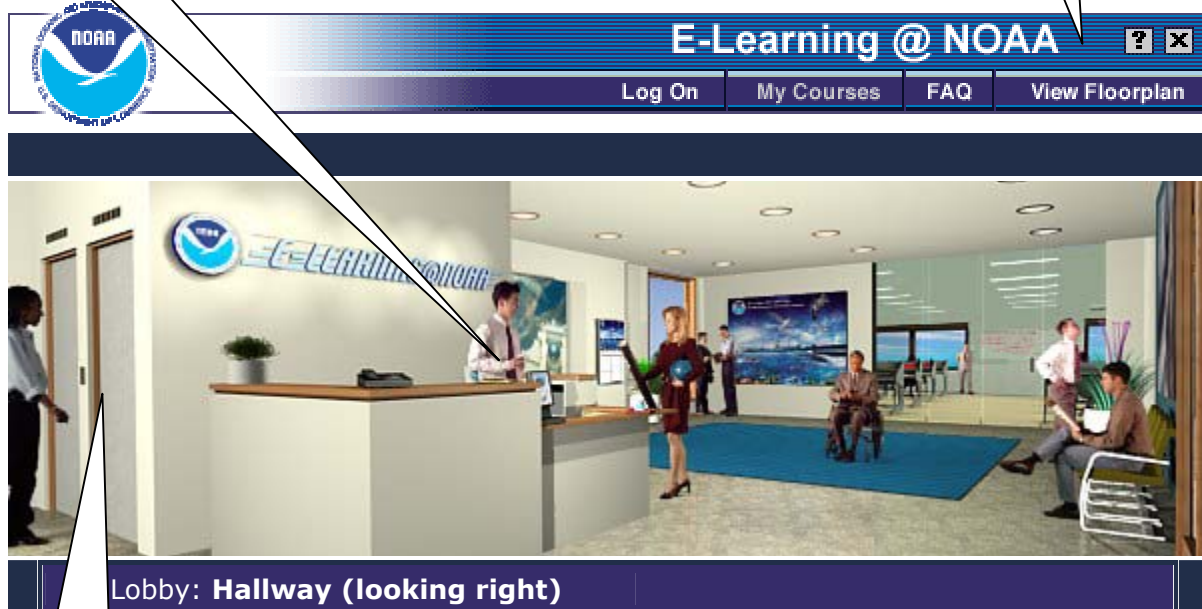 NOAA
E-Learning @ NOAA
? X
Log On My Courses FAQ View Floorplan
E-LEARNING@NOAA
Lobby: Hallway (looking right)